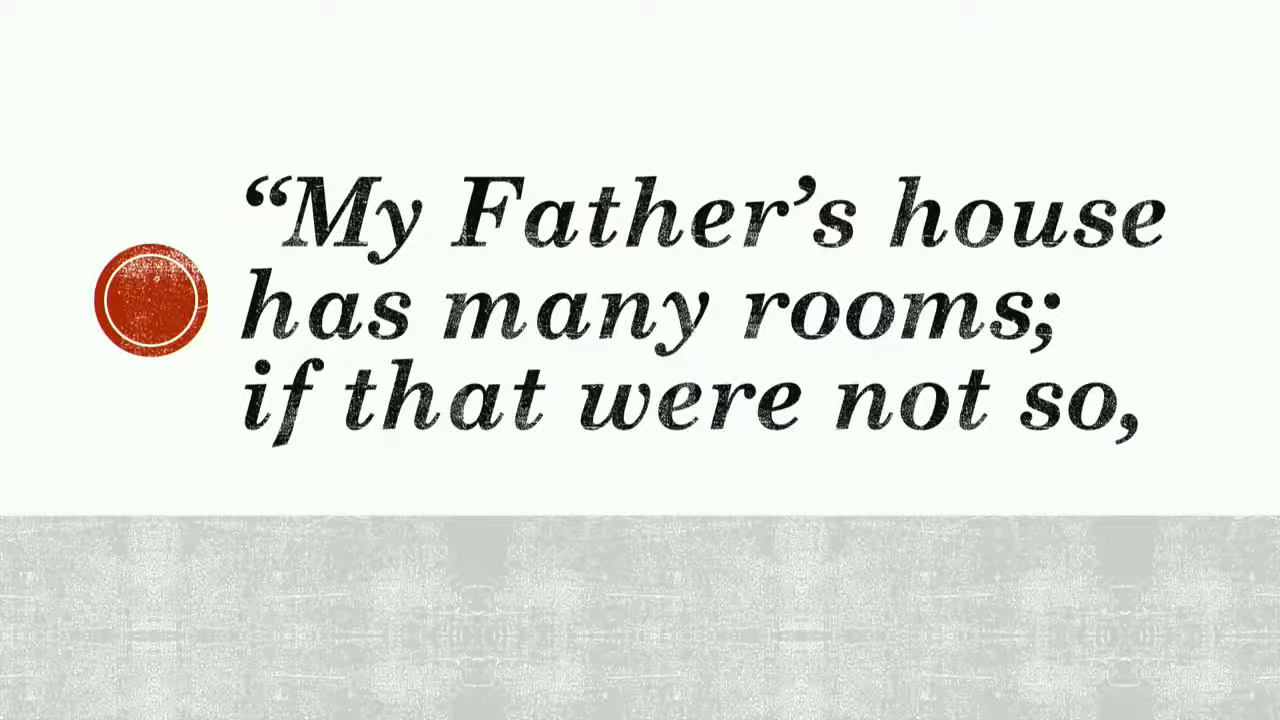 “My Father’s house
has many rooms;
if that were not so,